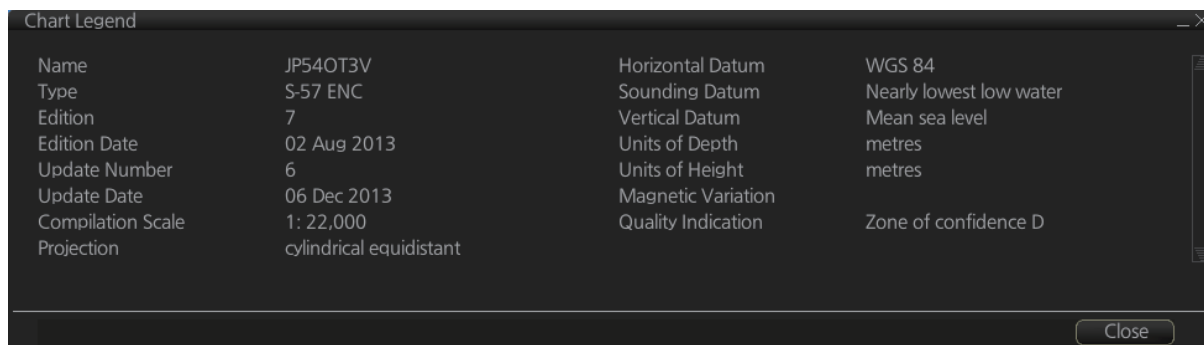 Chart Legend
Name JP54OT3V Horizontal Datum WGS 84
Type S-57 ENC Sounding Datum Nearly lowest low water
Edition 7 Vertical Datum Mean sea level
Edition Date 02 Aug 2013 Units of Depth metres
Update Number 6 Units of Height metres
Update Date 06 Dec 2013 Magnetic Variation
Compilation Scale 1: 22,000 Quality Indication Zone of confidence D
Projection cylindrical equidistant
Close